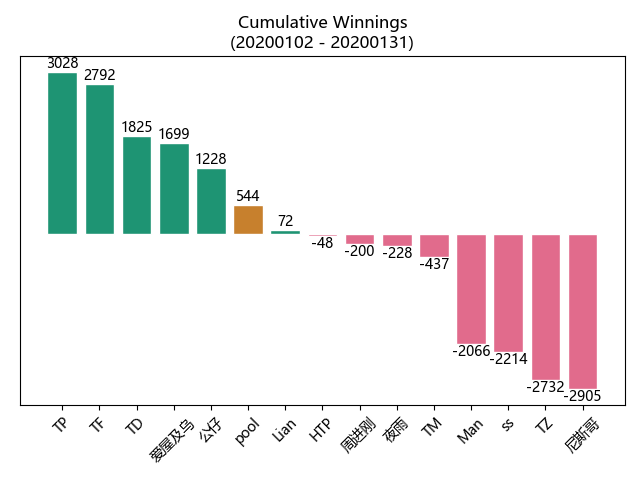 Cumulative Winnings
(20200102 - 20200131)
3028
2792
1825
1699
1228
544
72
-48
-200
-228
-437
-2066
-2214
-2732
-2905
TP
TF
TD
爱屋及乌
公仔
pool
Lian
HTP
周进刚
夜雨
TM
Man
ss
TZ
尼斯哥